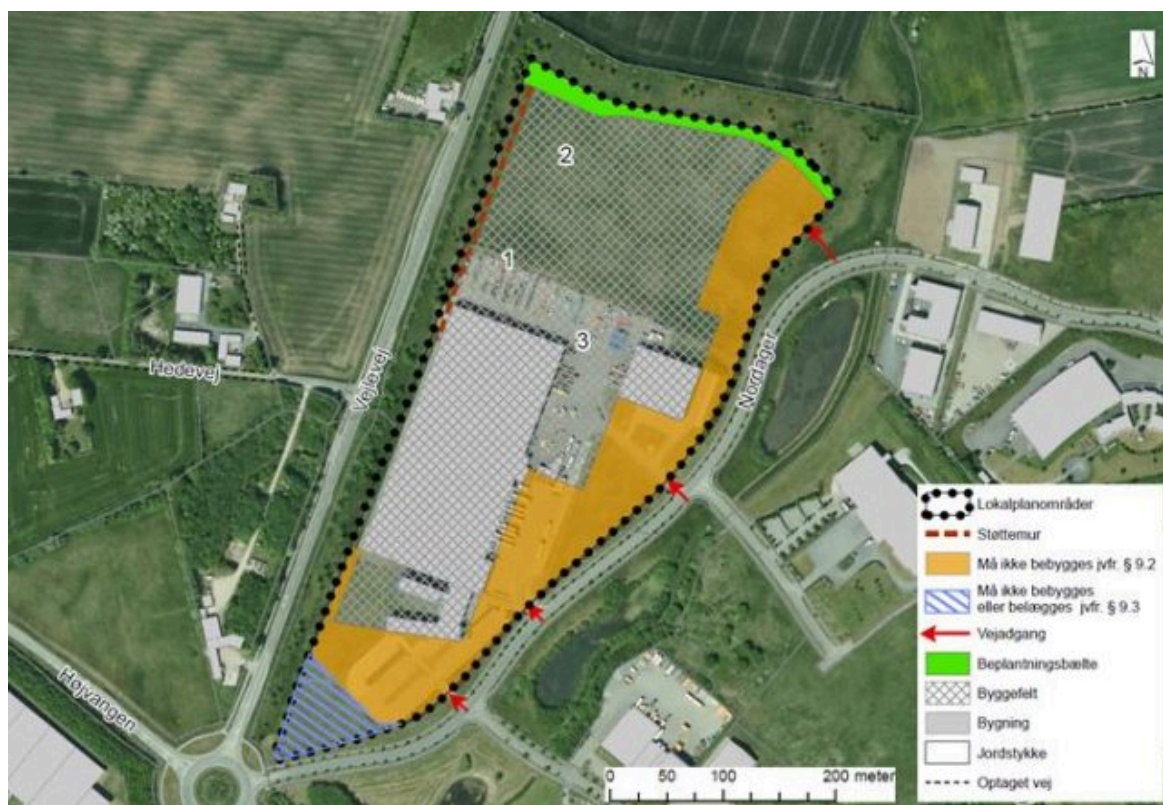 N
2
1
3
Hedevej
Vejlevej
Nordager
Højvangen
Lokalplanområder
Støttemur
Må ikke bebygges jvfr. § 9.2
Må ikke bebygges
eller belægges jvfr. § 9.3
Vejadgang
Beplantningsbælte
Byggefelt
Bygning
Jordstykke
Optaget vej
0 50 100 200 meter